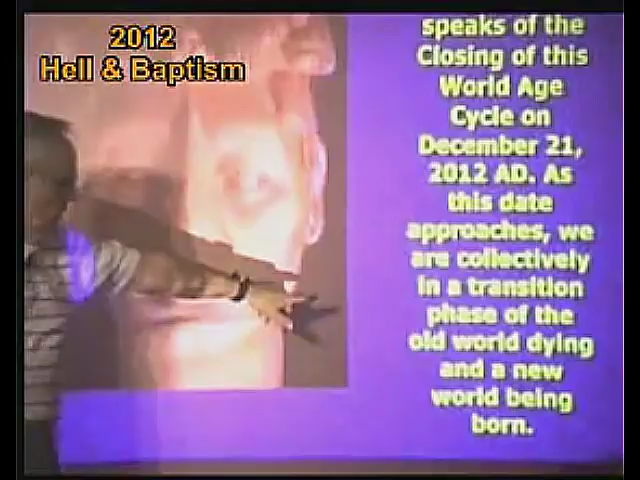 2012
Hell & Baptism
speaks of the
Closing of this
World Age
Cycle on
December 21,
2012 AD. As
this date
approaches, we
are collectively
in a transition
phase of the
old world dying
and a new
world being
born.